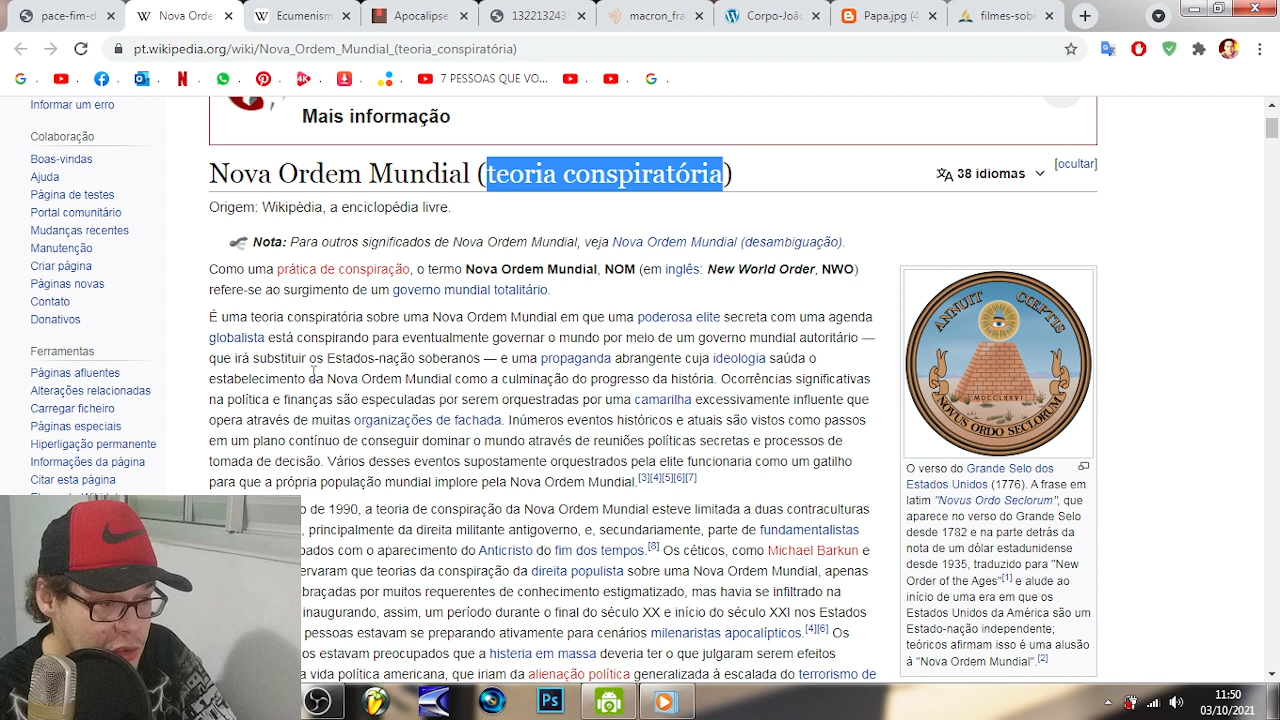 pace-fim-d
Nova Orde
Ecumenism
Apocalipse
13221324-
macron_fra
Corpo-João
Papa.jpg (4
filmes-sob
pt.wikipedia.org/wiki/Nova_Ordem_Mundial_(teoria_conspiratória)
7 PESSOAS QUE VO...
Informar um erro
Colaboração
Boas-vindas
Ajuda
Página de testes
Portal comunitário
Mudanças recentes
Manutenção
Criar página
Páginas novas
Contato
Donativos
Ferramentas
Páginas afluentes
Alterações relacionadas
Carregar ficheiro
Páginas especiais
Hiperligação permanente
Informações da página
Citar esta página
Mais informação
[ocultar]
Nova Ordem Mundial (teoria conspiratória)
38 idiomas
Origem: Wikipédia, a enciclopédia livre.
Nota: Para outros significados de Nova Ordem Mundial, veja Nova Ordem Mundial (desambiguação).
Como uma prática de conspiração, o termo Nova Ordem Mundial, NOM (em inglês: New World Order, NWO)
refere-se ao surgimento de um governo mundial totalitário.
É uma teoria conspiratória sobre uma Nova Ordem Mundial em que uma poderosa elite secreta com uma agenda
globalista está conspirando para eventualmente governar o mundo por meio de um governo mundial autoritário —
que irá substituir os Estados-nação soberanos — e uma propaganda abrangente cuja ideologia saúda o
estabelecimento da Nova Ordem Mundial como a culminação do progresso da história. Ocorrências significativas
na política e finanças são especuladas por serem orquestradas por uma camarilha excessivamente influente que
opera através de muitas organizações de fachada. Inúmeros eventos históricos e atuais são vistos como passos
em um plano contínuo de conseguir dominar o mundo através de reuniões políticas secretas e processos de
tomada de decisão. Vários desses eventos supostamente orquestrados pela elite funcionaria como um gatilho
para que a própria população mundial implore pela Nova Ordem Mundial.[3][4][5][6][7]
o de 1990, a teoria de conspiração da Nova Ordem Mundial esteve limitada a duas contraculturas
, principalmente da direita militante antigoverno, e, secundariamente, parte de fundamentalistas
pados com o aparecimento do Anticristo do fim dos tempos.[8] Os céticos, como Michael Barkun e
ervaram que teorias da conspiração da direita populista sobre uma Nova Ordem Mundial, apenas
braçadas por muitos requerentes de conhecimento estigmatizado, mas havia se infiltrado na
inaugurando, assim, um período durante o final do século XX e início do século XXI nos Estados
pessoas estavam se preparando ativamente para cenários milenaristas apocalípticos.[4][6] Os
os estavam preocupados que a histeria em massa deveria ter o que julgaram serem efeitos
a vida política americana, que iriam da alienação política generalizada à escalada do terrorismo de
ANNUIT CŒPTIS
MDCCLXXVI
NOVUS ORDO SECLORUM
O verso do Grande Selo dos
Estados Unidos (1776). A frase em
latim "Novus Ordo Seclorum", que
aparece no verso do Grande Selo
desde 1782 e na parte detrás da
nota de um dólar estadunidense
desde 1935, traduzido para "New
Order of the Ages"[1] e alude ao
início de uma era em que os
Estados Unidos da América são um
Estado-nação independente;
teóricos afirmam isso é uma alusão
à "Nova Ordem Mundial".[2]
Ps
11:50
03/10/2021